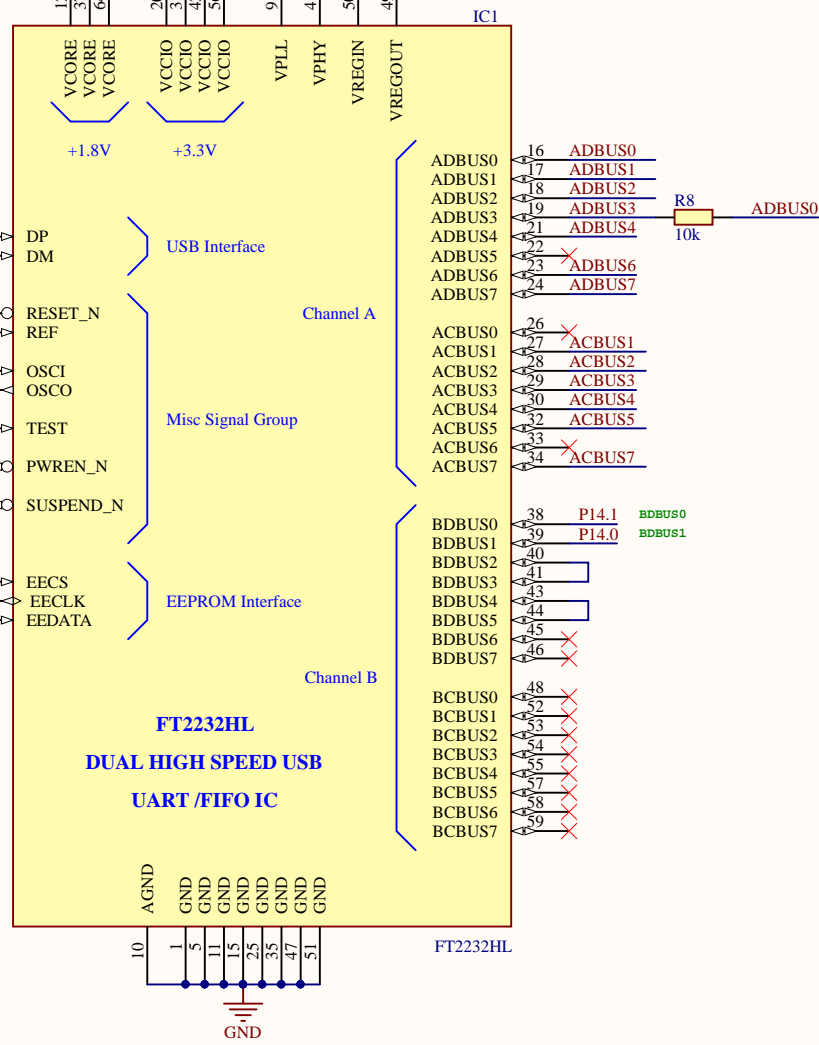 IC1
9
4
VCORE
VCORE
VCORE
VCCIO
VCCIO
VCCIO
VCCIO
VPLL
VPHY
VREGIN
VREGOUT
+1.8V
+3.3V
DP
DM
USB Interface
RESET_N
REF
OSCI
OSCO
TEST
PWREN_N
SUSPEND_N
Misc Signal Group
EECS
EECLK
EEDATA
EEPROM Interface
Channel A
ADBUS0 16 ADBUS0
ADBUS1 17 ADBUS1
ADBUS2 18 ADBUS2
ADBUS3 19 ADBUS3
R8
10k
ADBUS0
ADBUS4 21 ADBUS4
ADBUS5 22
ADBUS6 23 ADBUS6
ADBUS7 24 ADBUS7
ACBUS0 26
ACBUS1 27 ACBUS1
ACBUS2 28 ACBUS2
ACBUS3 29 ACBUS3
ACBUS4 30 ACBUS4
ACBUS5 32 ACBUS5
ACBUS6 33
ACBUS7 34 ACBUS7
Channel B
BDBUS0 38 P14.1 BDBUS0
BDBUS1 39 P14.0 BDBUS1
BDBUS2 40
BDBUS3 41
BDBUS4 43
BDBUS5 44
BDBUS6 45
BDBUS7 46
BCBUS0 48
BCBUS1 52
BCBUS2 53
BCBUS3 54
BCBUS4 55
BCBUS5 57
BCBUS6 58
BCBUS7 59
FT2232HL
DUAL HIGH SPEED USB
UART /FIFO IC
AGND
GND
GND
GND
GND
GND
GND
GND
GND
10
1
5
11
15
25
35
47
51
FT2232HL
GND